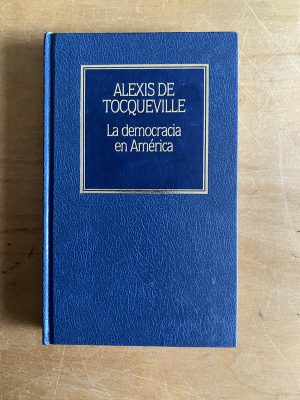 ALEXIS DE
TOCQUEVILLE
La democracia
en América